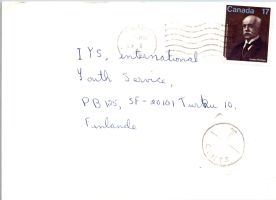 Canada 17
IYS, international
Youth Service,
PB 125, SF-20101 Turku 10,
Finlande